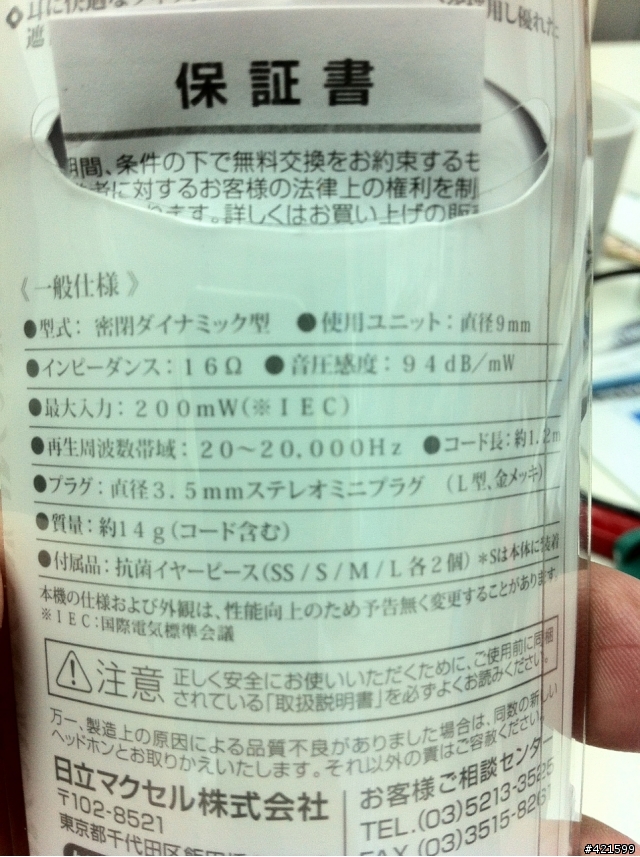 保証書
期間、条件の下で無料交換をお約束するも
に対するお客様の法律上の権利を制
ます。詳しくはお買い上げの販
《一般仕様》
●型式：密閉ダイナミック型 ●使用ユニット：直径9mm
●インピーダンス：16Ω ●音圧感度：94dB／mW
●最大入力：200mW(※IEC)
●再生周波数帯域：20〜20,000Hz ●コード長：約1.2m
●プラグ：直径3.5mmステレオミニプラグ （L型、金メッキ）
●質量：約14g(コード含む)
●付属品：抗菌イヤーピース(SS/S/M/L各2個) *Sは本体に装着
本機の仕様および外観は、性能向上のため予告無く変更することがあります。
※IEC：国際電気標準会議
注意 正しく安全にお使いいただくために、ご使用前に同梱
されている「取扱説明書」を必ずよくお読みください。
万一、製造上の原因による品質不良がありました場合は、同数の新しい
ヘッドホンとお取りかえいたします。それ以外の責はご容赦ください。
日立マクセル株式会社
〒102-8521
東京都千代田区飯田
お客様ご相談センター
TEL.(03)5213-3525
FAX.(03)3515-8261
#421599